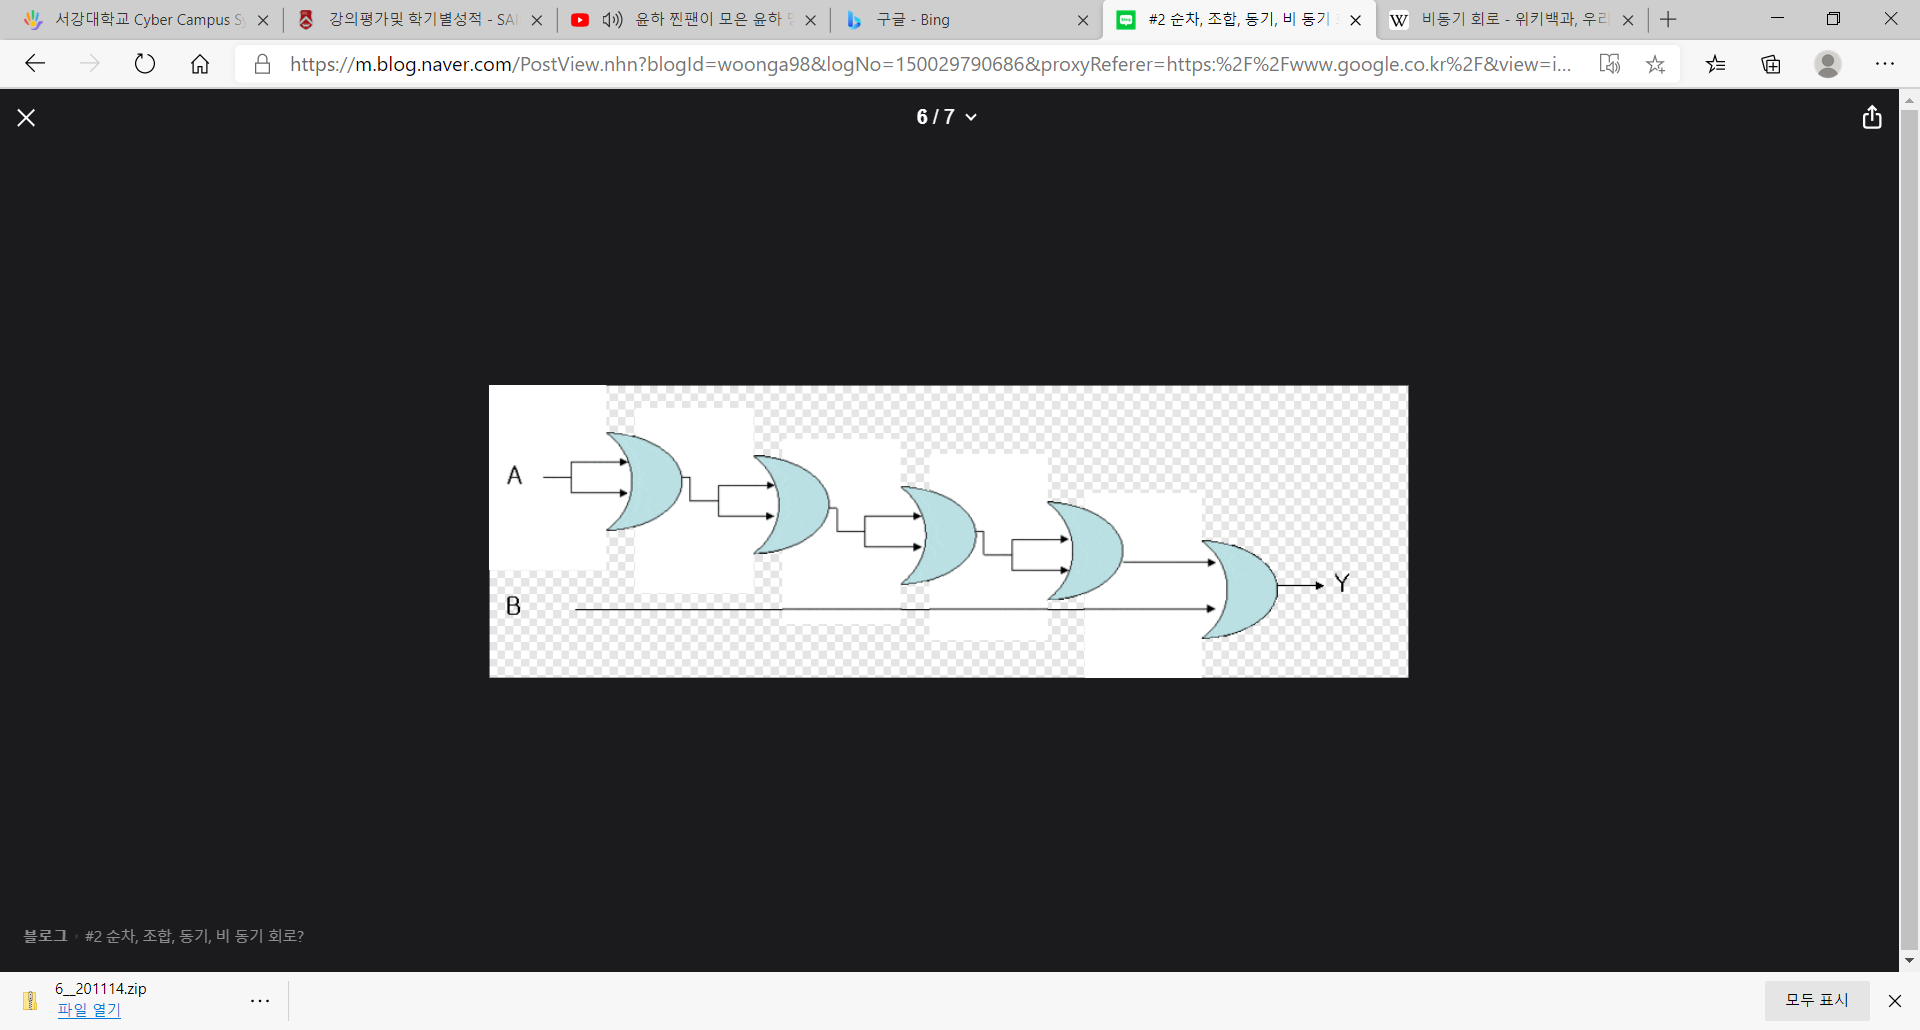 서강대학교 Cyber Campus Sy
강의평가및 학기별성적 - SAI
윤하 찐팬이 모은 윤하 명
구글 - Bing
#2 순차, 조합, 동기, 비 동기
비동기 회로 - 위키백과, 우리
https://m.blog.naver.com/PostView.nhn?blogId=woonga98&logNo=150029790686&proxyReferer=https:%2F%2Fwww.google.co.kr%2F&view=i...
6 / 7
A
B
Y
블로그 · #2 순차, 조합, 동기, 비 동기 회로?
6__201114.zip
파일 열기
모두 표시